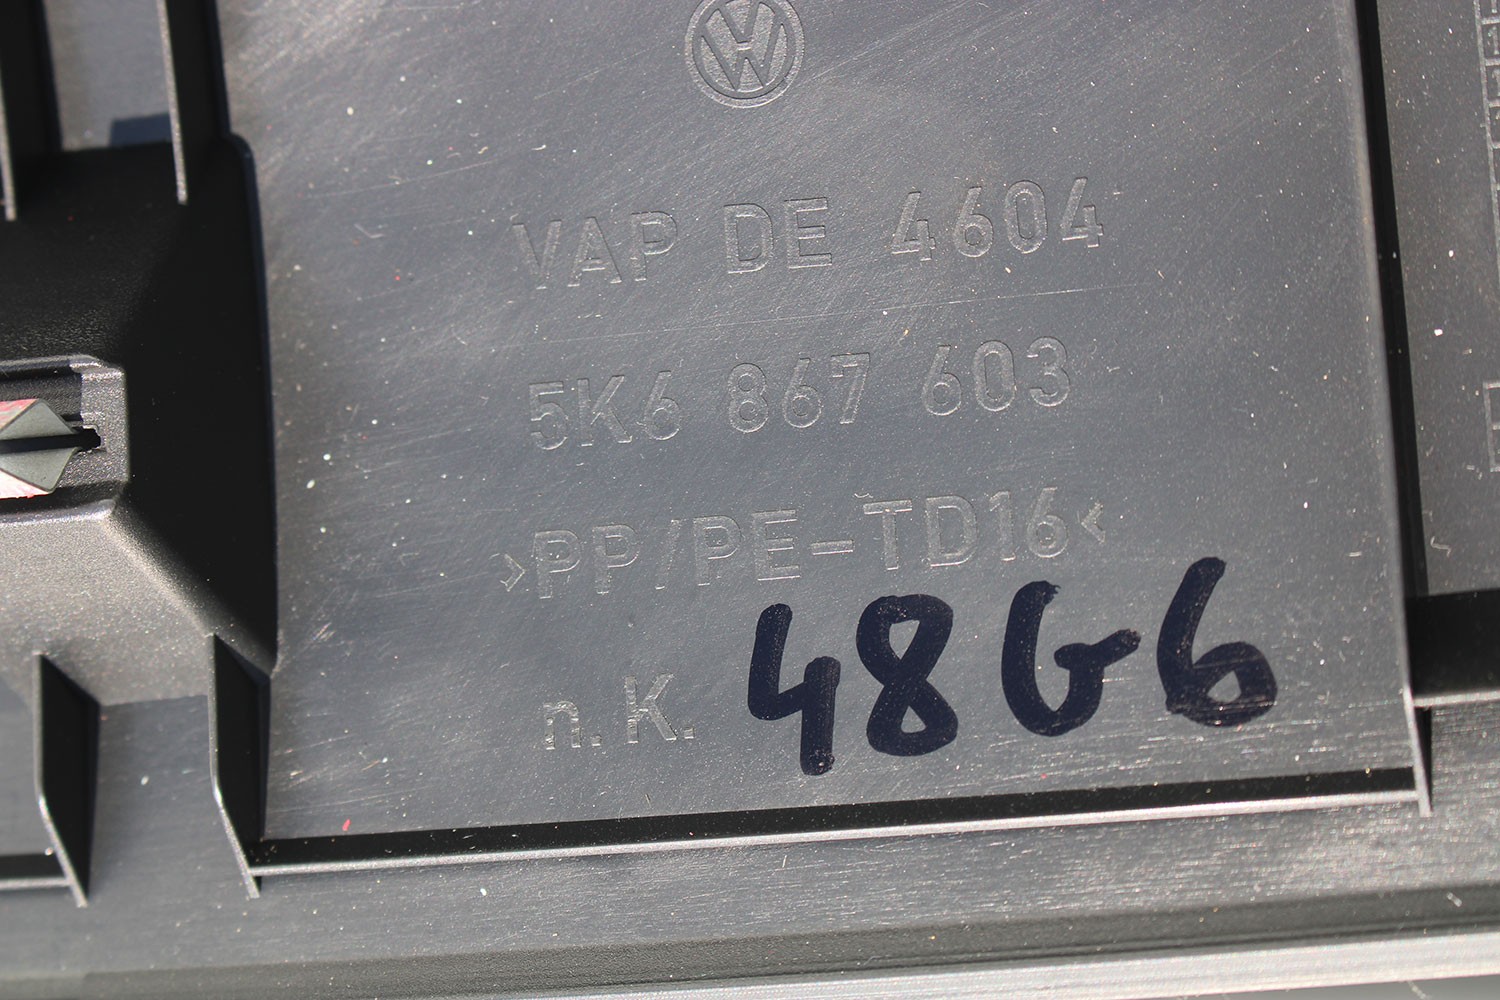 VAP DE 4604
5K6 867 603
>PP/PE-TD16<
n.K.
48G6